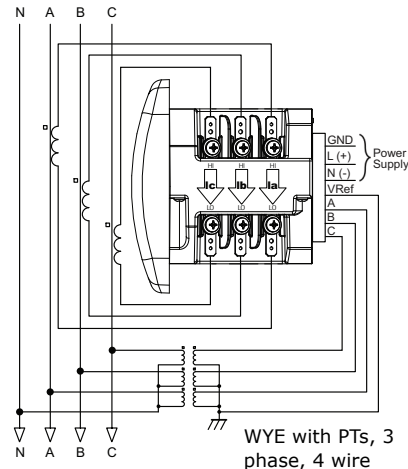 N A B C
HI HI HI
Ic Ib Ia
LO LO LO
GND
L (+)
N (-)
Power
Supply
VRef
A
B
C
N A B C
WYE with PTs, 3
phase, 4 wire